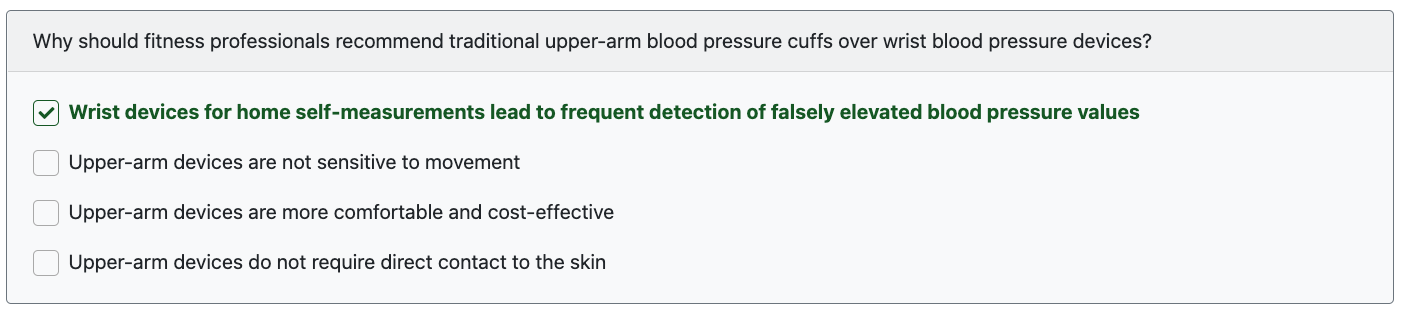 Why should fitness professionals recommend traditional upper-arm blood pressure cuffs over wrist blood pressure devices?
Wrist devices for home self-measurements lead to frequent detection of falsely elevated blood pressure values
Upper-arm devices are not sensitive to movement
Upper-arm devices are more comfortable and cost-effective
Upper-arm devices do not require direct contact to the skin